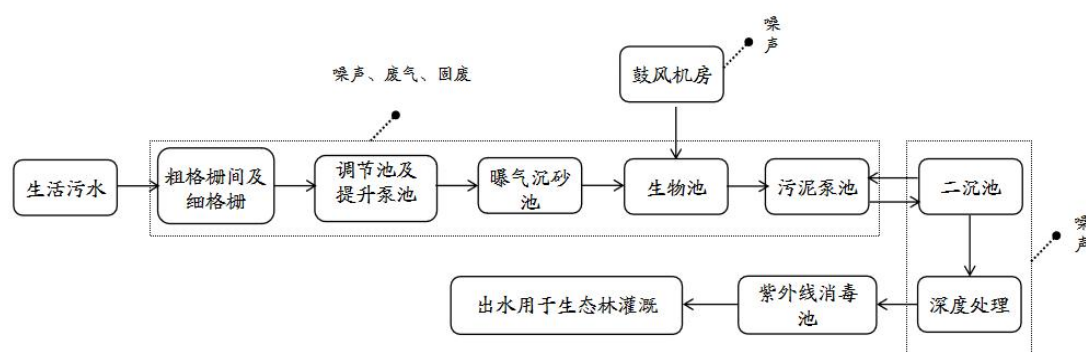 噪
声
噪声、废气、固废
鼓风机房
生活污水
粗格栅间及
细格栅
调节池及
提升泵池
曝气沉砂
池
生物池
污泥泵池
二沉池
噪
声
出水用于生态林灌溉
紫外线消毒
池
深度处理